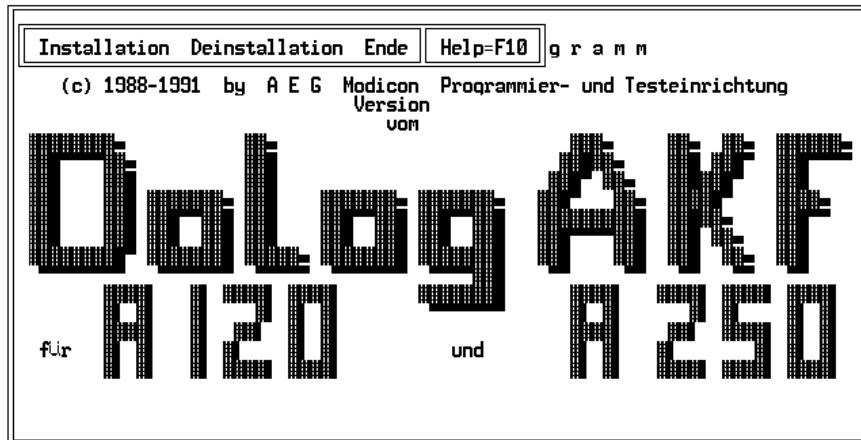 Installation Deinstallation Ende Help=F10 g r a m m
(c) 1988-1991 by A E G Modicon Programmier- und Testeinrichtung
Version
vom
DoLog AKF
für A120 und A250